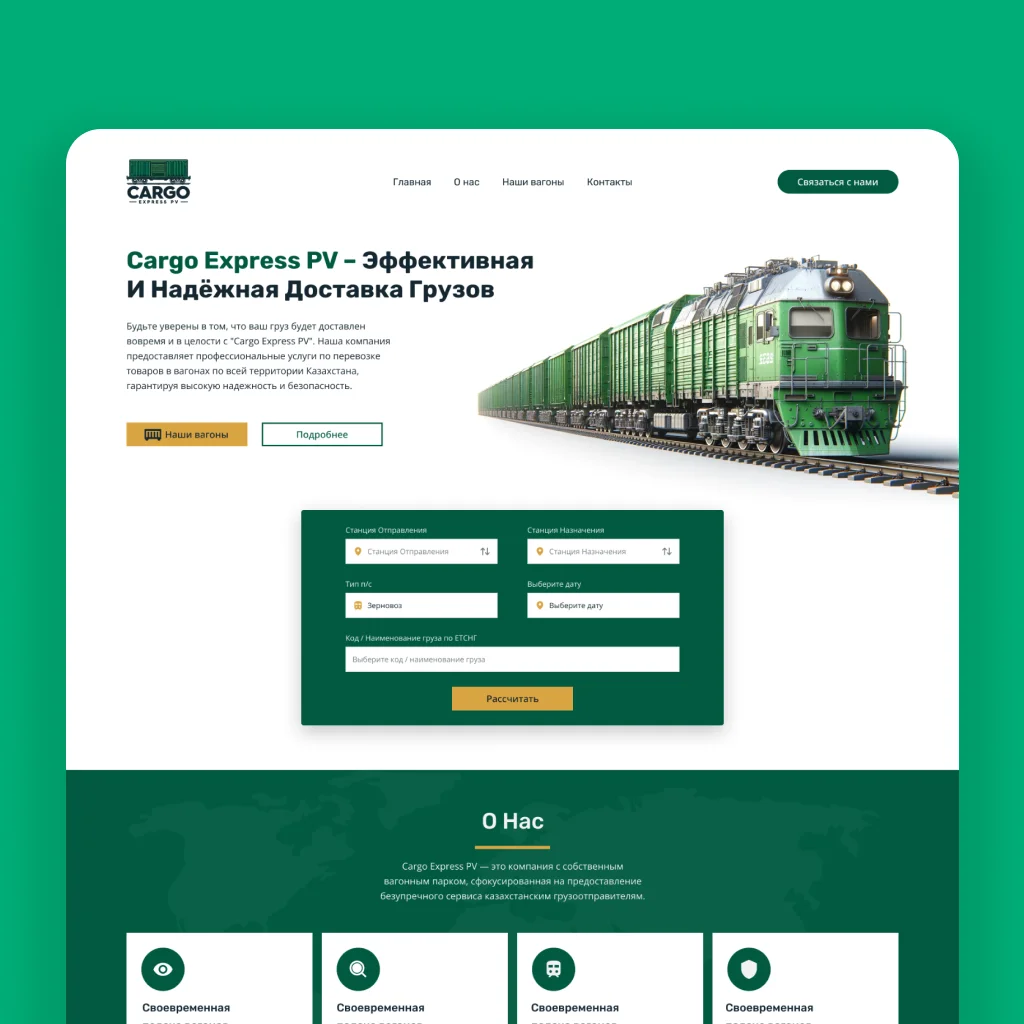 CARGO
EXPRESS PV
Главная
О нас
Наши вагоны
Контакты
Связаться с нами
Cargo Express PV – Эффективная
И Надёжная Доставка Грузов
Будьте уверены в том, что ваш груз будет доставлен
вовремя и в целости с "Cargo Express PV". Наша компания
предоставляет профессиональные услуги по перевозке
товаров в вагонах по всей территории Казахстана,
гарантируя высокую надежность и безопасность.
Наши вагоны
Подробнее
Станция Отправления
Станция Назначения
Станция Отправления
Станция Назначения
Тип п/с
Выберите дату
Зерновоз
Выберите дату
Код / Наименование груза по ЕТСНГ
Выберите код / наименование груза
Рассчитать
О Нас
Cargo Express PV — это компания с собственным
вагонным парком, сфокусированная на предоставление
безупречного сервиса казахстанским грузоотправителям.
Своевременная
Своевременная
Своевременная
Своевременная